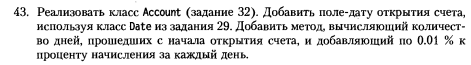 43. Реализовать класс Account (задание 32). Добавить поле-дату открытия счета,
используя класс Date из задания 29. Добавить метод, вычисляющий количест-
во дней, прошедших с начала открытия счета, и добавляющий по 0.01 % к
проценту начисления за каждый день.